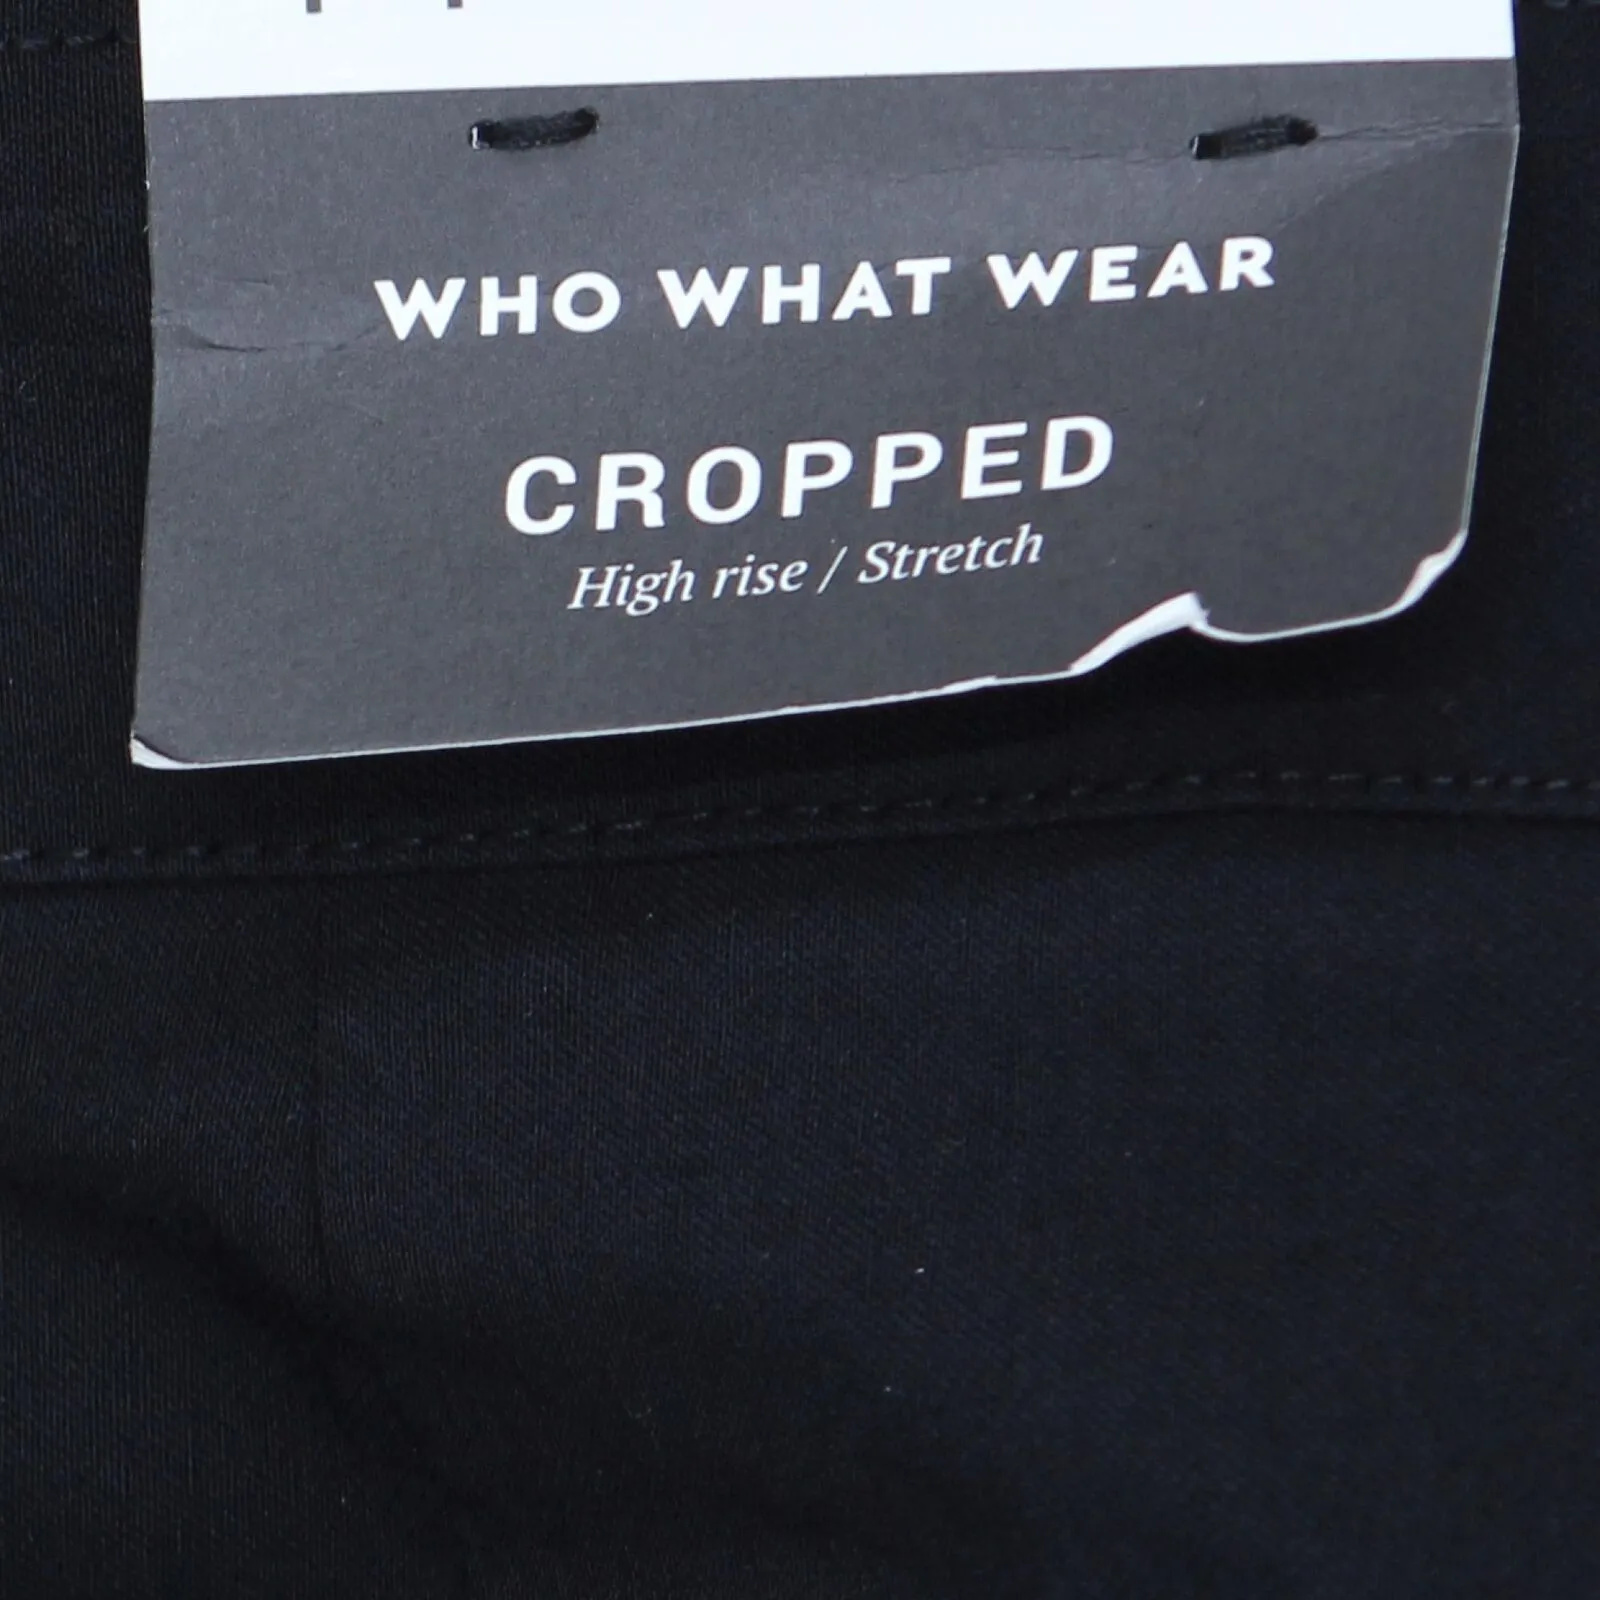 WHO WHAT WEAR
CROPPED
High rise / Stretch